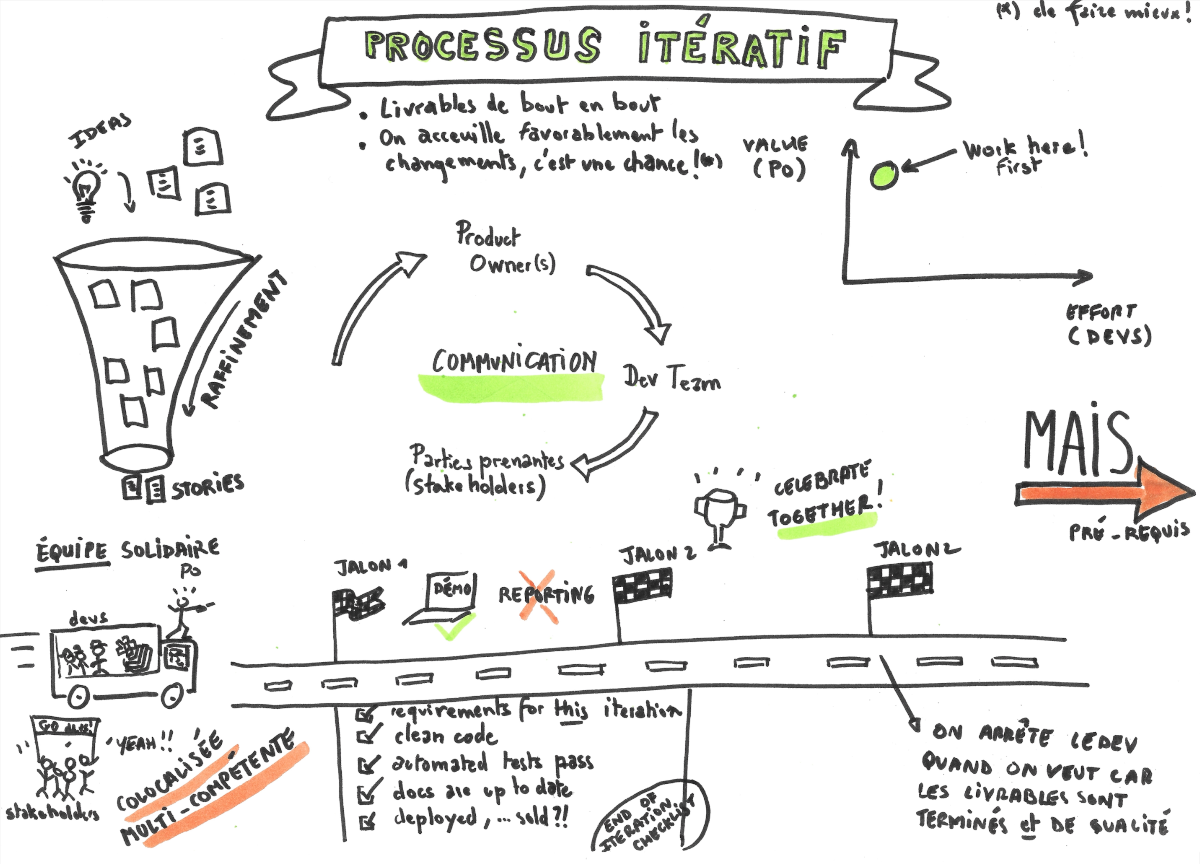 (*) de faire mieux!
PROCESSUS ITÉRATIF
• Livrables de bout en bout
• On acceuille favorablement les
changements, c'est une chance!(*)
IDEAS
VALUE
(PO)
Work here!
First
EFFORT
(DEVS)
RAFFINEMENT
STORIES
Product
Owner(s)
COMMUNICATION
Dev Team
Parties prenantes
(stakeholders)
MAIS
PRÉ-REQUIS
CELEBRATE
TOGETHER!
ÉQUIPE SOLIDAIRE
PO
devs
JALON 1
DÉMO
REPORTING
JALON 2
JALON 2
GO devs!
YEAH!!
stakeholders
COLOCALISÉE
MULTI-COMPÉTENTE
requirements for this iteration
clean code
automated tests pass
docs are up to date
deployed, ... sold?!
END OF
ITERATION
CHECKLIST
ON ARRÊTE LE DEV
QUAND ON VEUT CAR
LES LIVRABLES SONT
TERMINÉS et DE QUALITÉ